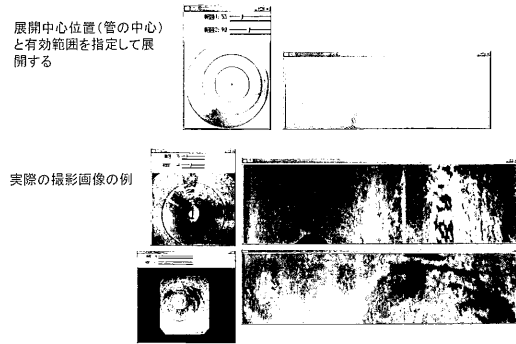 展開中心位置(管の中心)
と有効範囲を指定して展
開する
実際の撮影画像の例